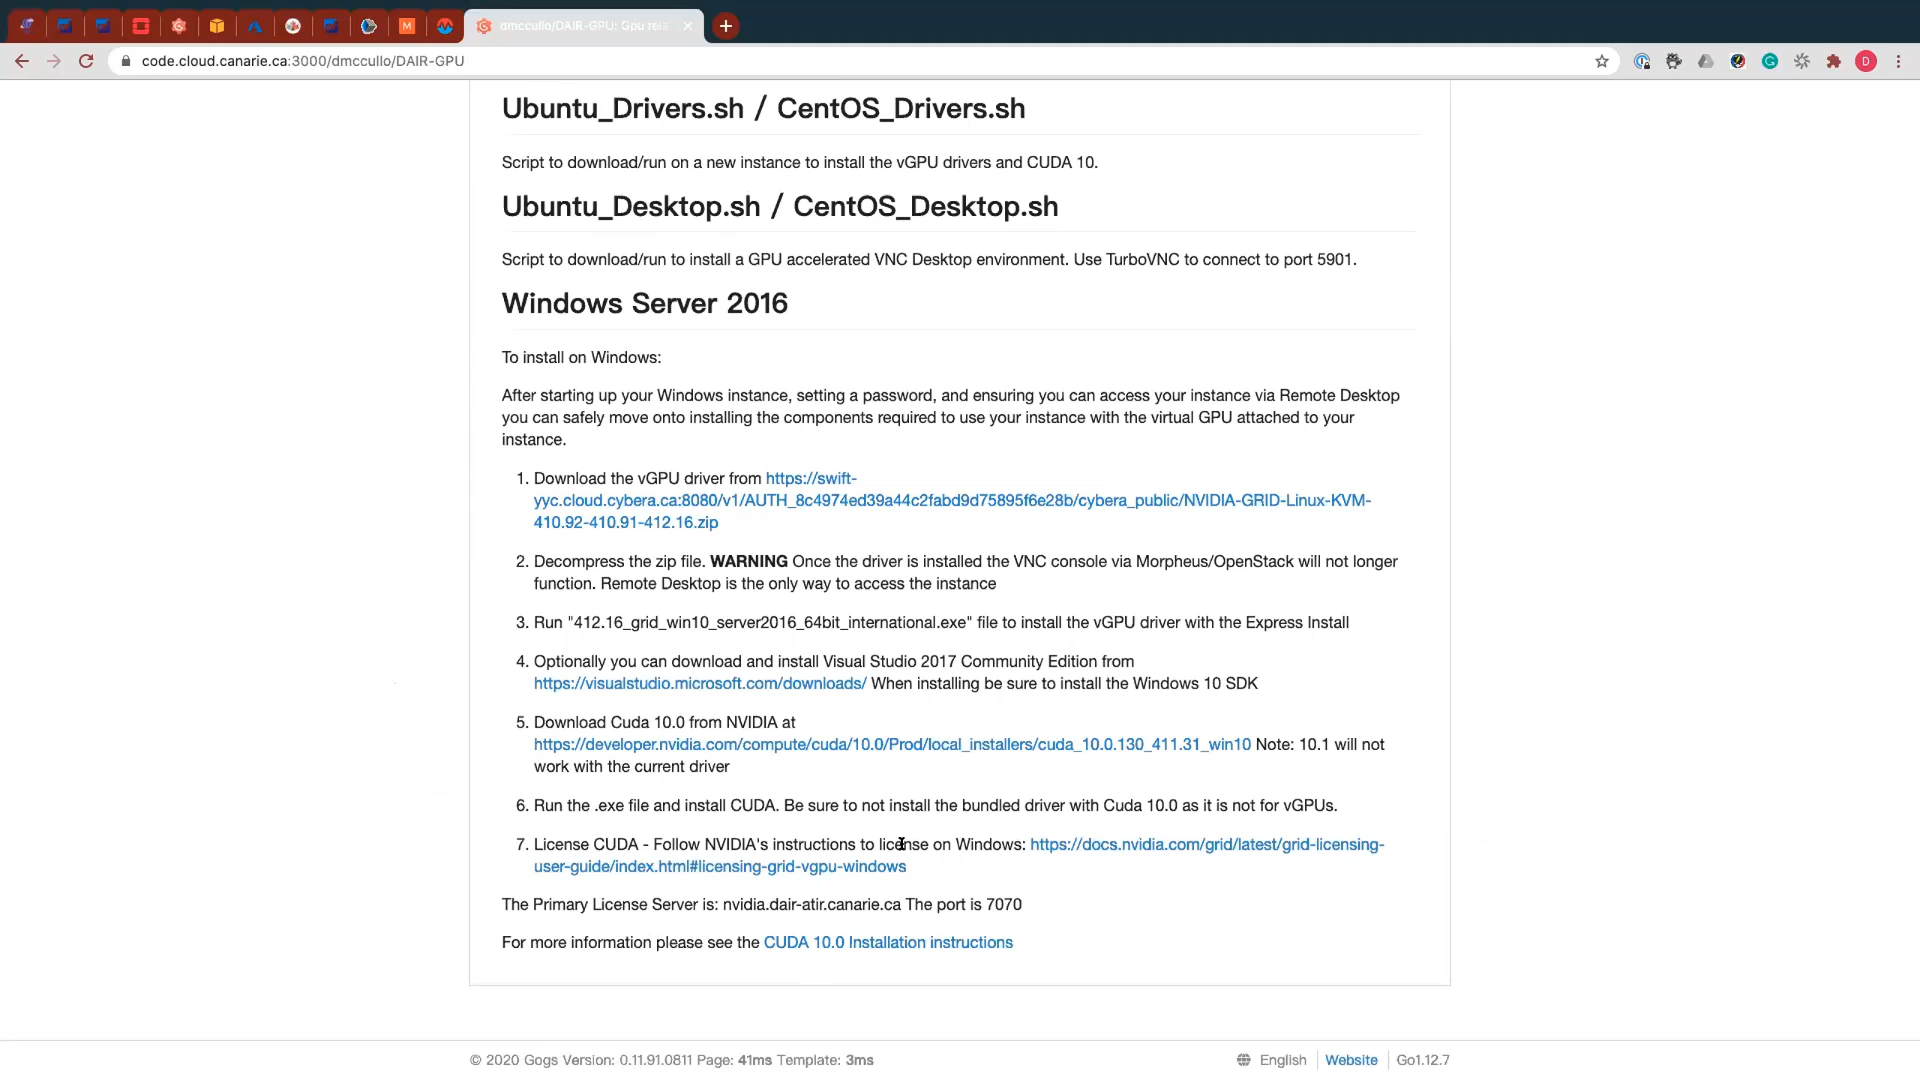 dmccullo/DAIR-GPU: Gpu rela
code.cloud.canarie.ca:3000/dmccullo/DAIR-GPU
D
Ubuntu_Drivers.sh / CentOS_Drivers.sh
Script to download/run on a new instance to install the vGPU drivers and CUDA 10.
Ubuntu_Desktop.sh / CentOS_Desktop.sh
Script to download/run to install a GPU accelerated VNC Desktop environment. Use TurboVNC to connect to port 5901.
Windows Server 2016
To install on Windows:
After starting up your Windows instance, setting a password, and ensuring you can access your instance via Remote Desktop
you can safely move onto installing the components required to use your instance with the virtual GPU attached to your
instance.
1. Download the vGPU driver from https://swift-
yyc.cloud.cybera.ca:8080/v1/AUTH_8c4974ed39a44c2fabd9d75895f6e28b/cybera_public/NVIDIA-GRID-Linux-KVM-
410.92-410.91-412.16.zip
2. Decompress the zip file. WARNING Once the driver is installed the VNC console via Morpheus/OpenStack will not longer
function. Remote Desktop is the only way to access the instance
3. Run "412.16_grid_win10_server2016_64bit_international.exe" file to install the vGPU driver with the Express Install
4. Optionally you can download and install Visual Studio 2017 Community Edition from
https://visualstudio.microsoft.com/downloads/ When installing be sure to install the Windows 10 SDK
5. Download Cuda 10.0 from NVIDIA at
https://developer.nvidia.com/compute/cuda/10.0/Prod/local_installers/cuda_10.0.130_411.31_win10 Note: 10.1 will not
work with the current driver
6. Run the .exe file and install CUDA. Be sure to not install the bundled driver with Cuda 10.0 as it is not for vGPUs.
7. License CUDA - Follow NVIDIA's instructions to license on Windows: https://docs.nvidia.com/grid/latest/grid-licensing-
user-guide/index.html#licensing-grid-vgpu-windows
The Primary License Server is: nvidia.dair-atir.canarie.ca The port is 7070
For more information please see the CUDA 10.0 Installation instructions
© 2020 Gogs Version: 0.11.91.0811 Page: 41ms Template: 3ms
English Website Go1.12.7